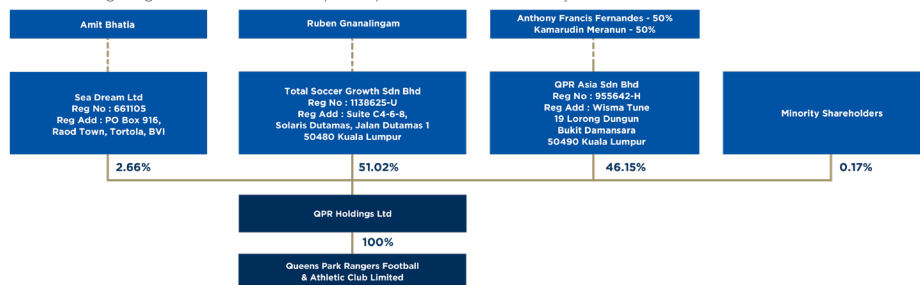 Amit Bhatia
Ruben Gnanalingam
Anthony Francis Fernandes - 50%
Kamarudin Meranun - 50%
Sea Dream Ltd
Reg No : 661105
Reg Add : PO Box 916,
Raod Town, Tortola, BVI
Total Soccer Growth Sdn Bhd
Reg No : 1138625-U
Reg Add : Suite C4-6-8,
Solaris Dutamas, Jalan Dutamas 1
50480 Kuala Lumpur
QPR Asia Sdn Bhd
Reg No : 955642-H
Reg Add : Wisma Tune
19 Lorong Dungun
Bukit Damansara
50490 Kuala Lumpur
Minority Shareholders
2.66%
51.02%
46.15%
0.17%
QPR Holdings Ltd
100%
Queens Park Rangers Football
& Athletic Club Limited